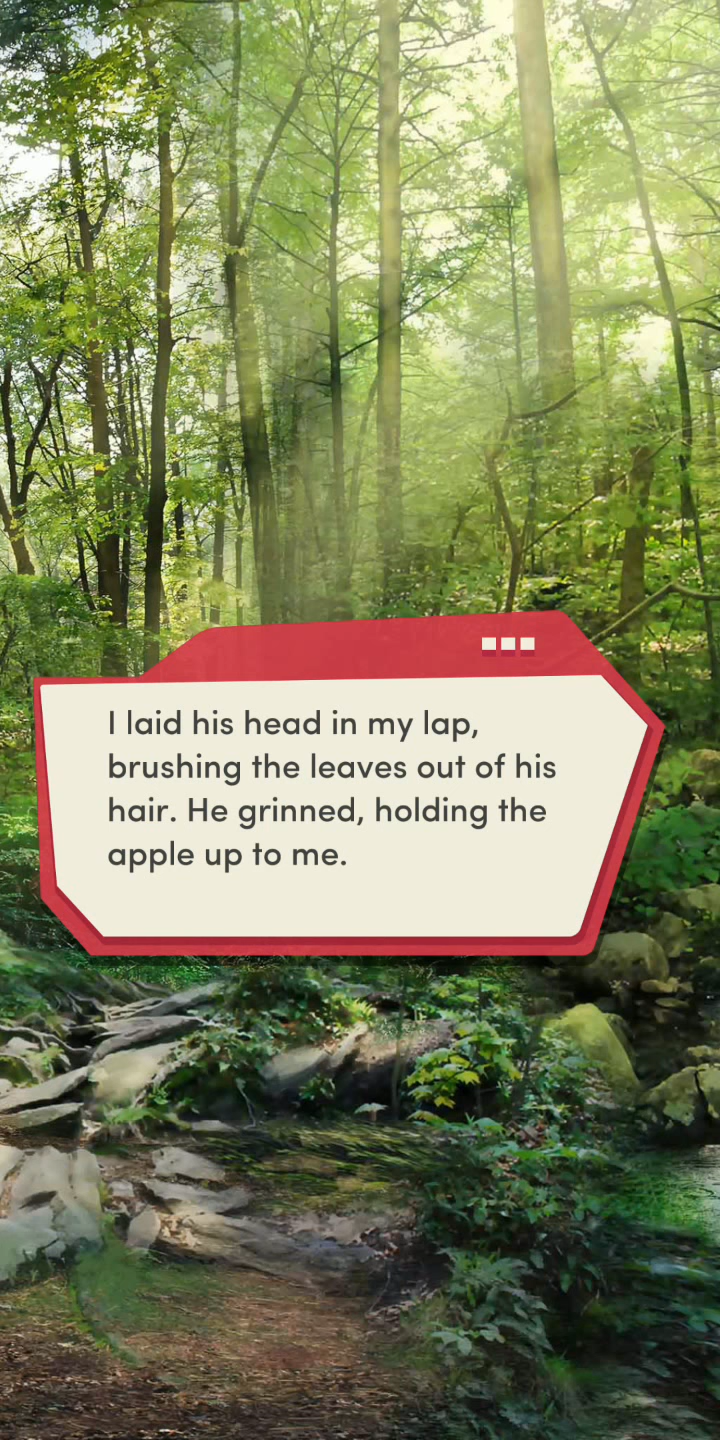 I laid his head in my lap,
brushing the leaves out of his
hair. He grinned, holding the
apple up to me.